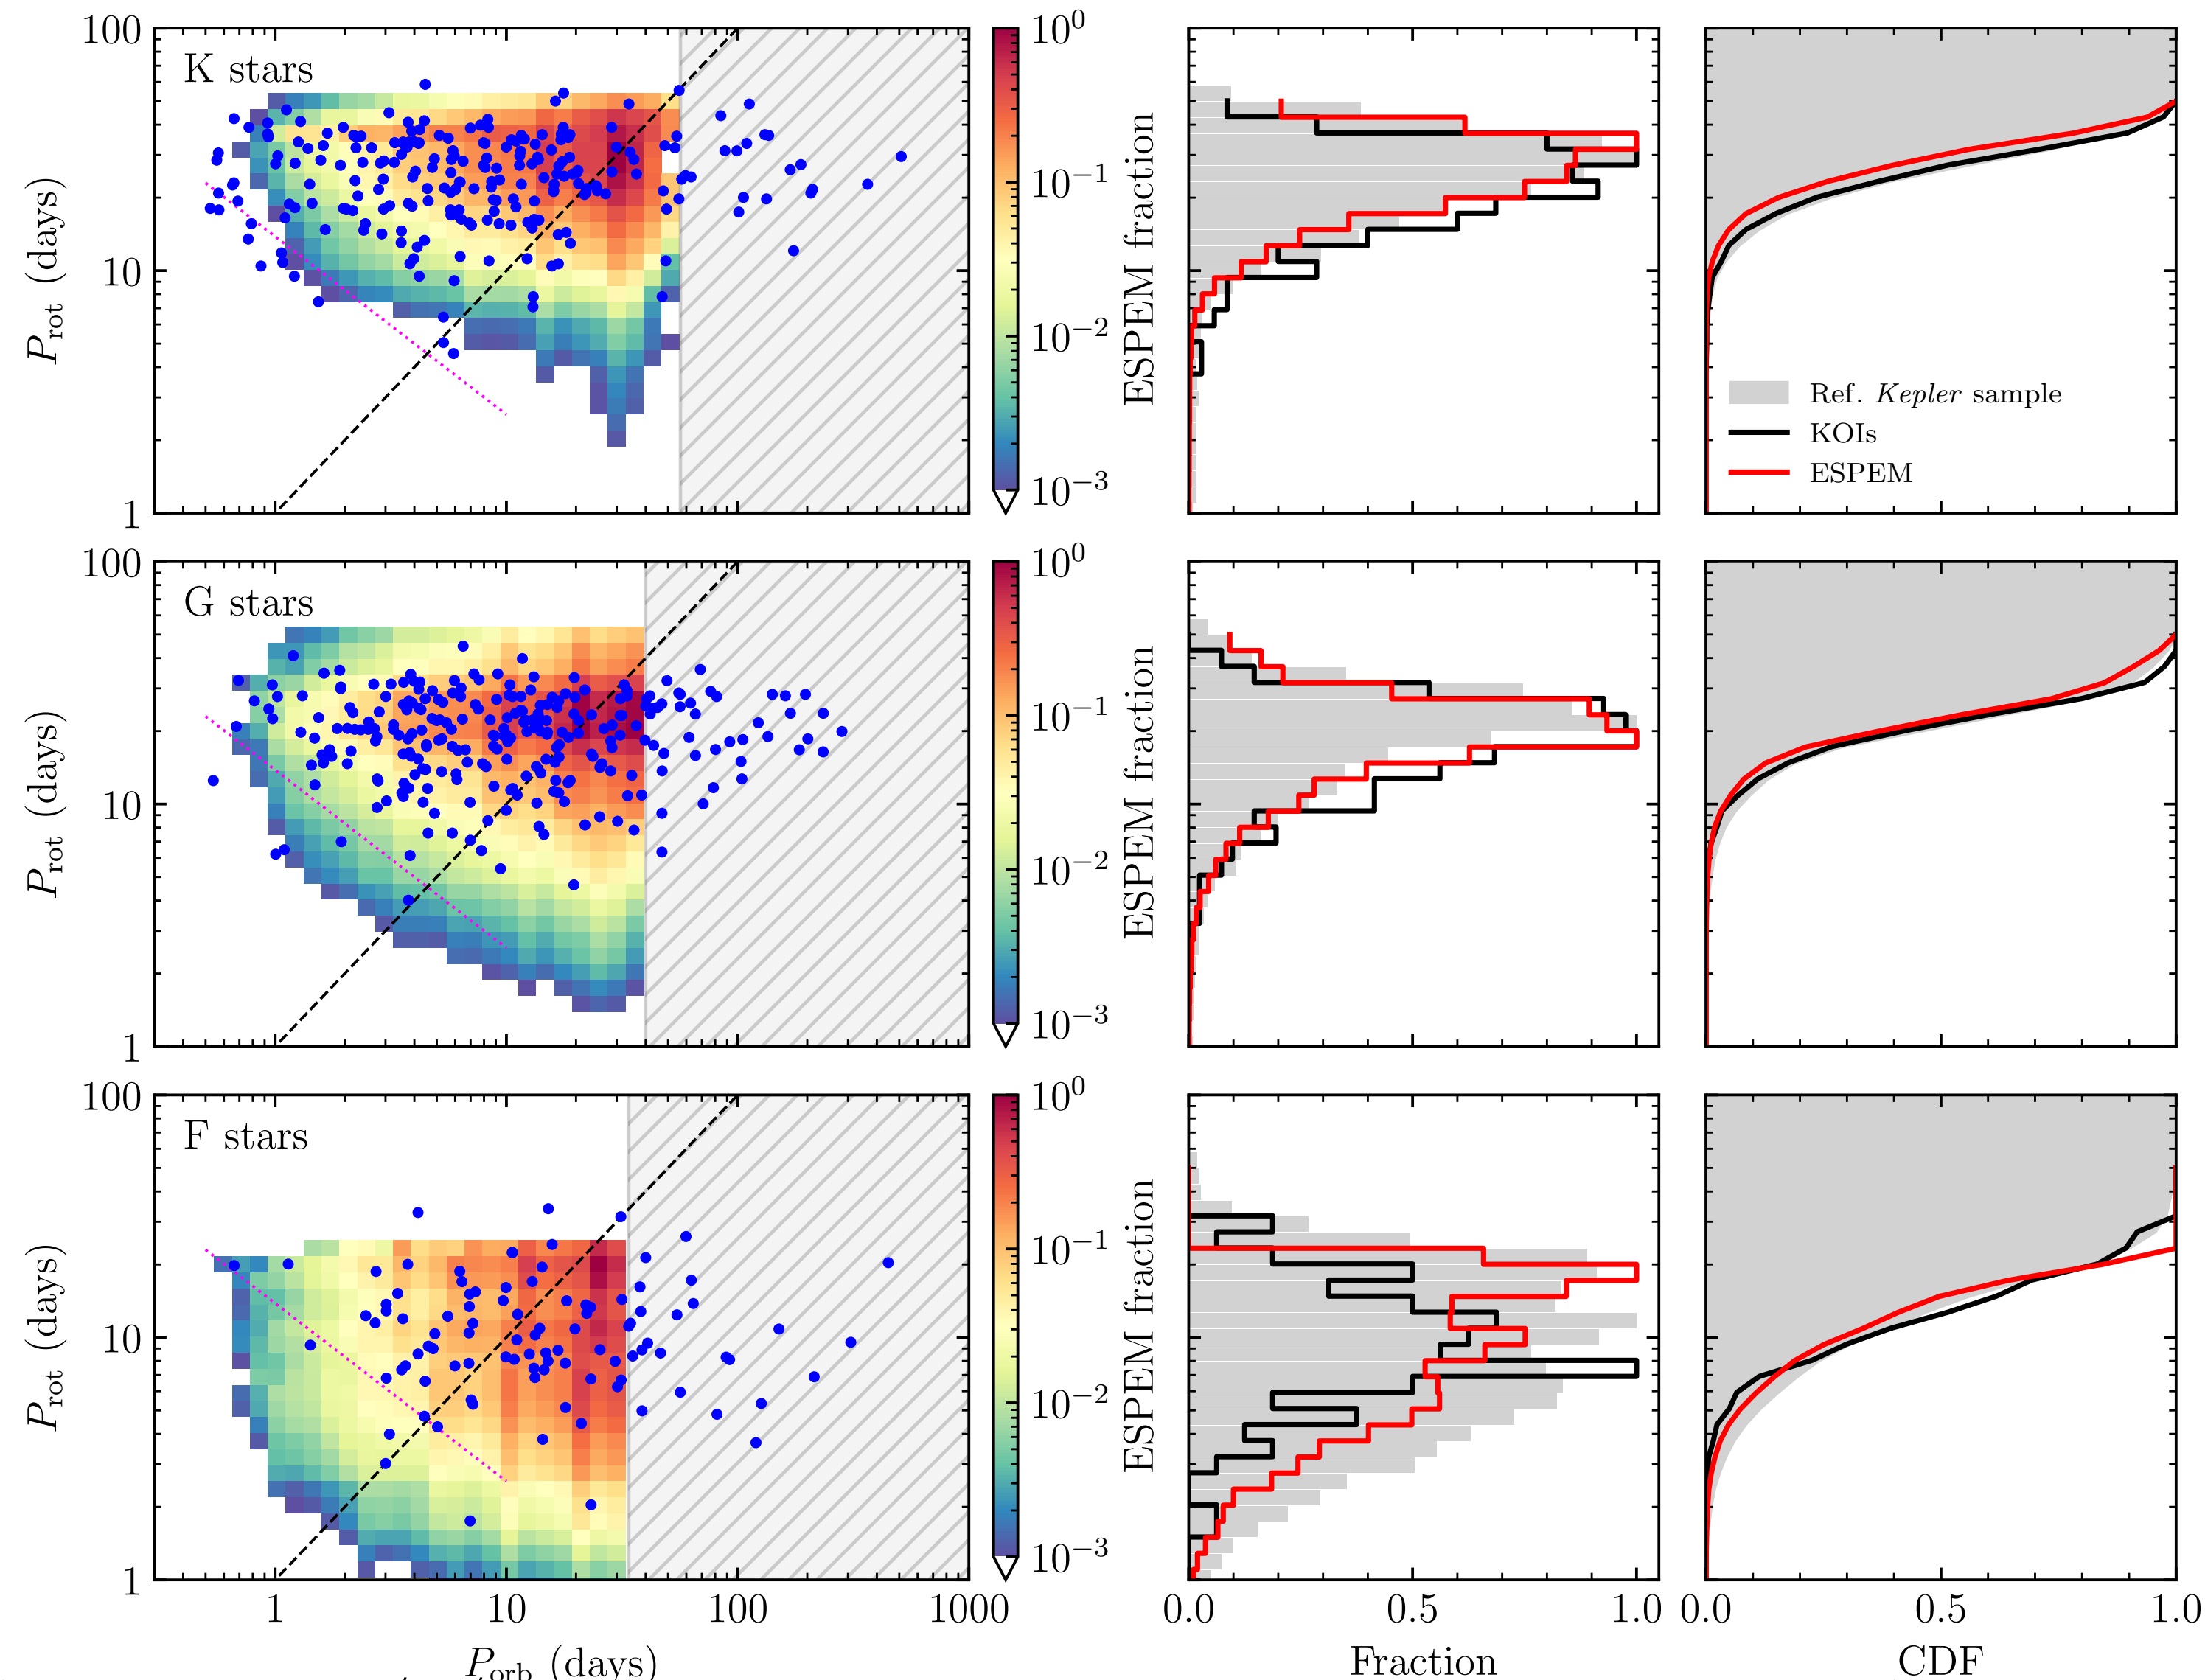 K stars
100
10
1
P_rot (days)
10^0
10^−1
10^−2
10^−3
ESPEM fraction
Ref. Kepler sample
KOIs
ESPEM
G stars
100
10
1
P_rot (days)
10^0
10^−1
10^−2
10^−3
ESPEM fraction
F stars
100
10
1
P_rot (days)
10^0
10^−1
10^−2
10^−3
ESPEM fraction
1 10 100 1000
P_orb (days)
0.0 0.5 1.0
Fraction
0.0 0.5 1.0
CDF